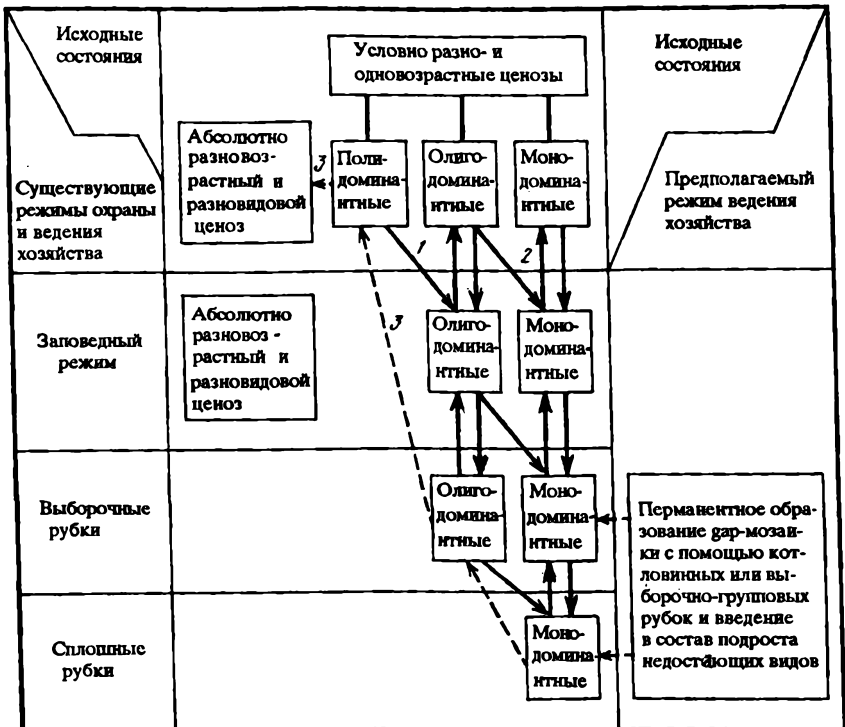 Исходные
состояния
Условно разно- и
одновозрастные ценозы
Исходные
состояния
Существующие
режимы охраны
и ведения
хозяйства
Абсолютно
разновоз-
растный и
разновидовой
ценоз
3
Поли-
домина-
нтные
Олиго-
домина-
нтные
Моно-
домина-
нтные
Предполагаемый
режим ведения
хозяйства
1
2
Заповедный
режим
Абсолютно
разновоз-
растный и
разновидовой
ценоз
3
Олиго-
домина-
нтные
Моно-
домина-
нтные
Выборочные
рубки
Олиго-
домина-
нтные
Моно-
домина-
нтные
Перманентное обра-
зование gap-мозаи-
ки с помощью кот-
ловинных или вы-
борочно-групповых
рубок и введение
в состав подроста
недостающих видов
Сплошные
рубки
Моно-
домина-
нтные